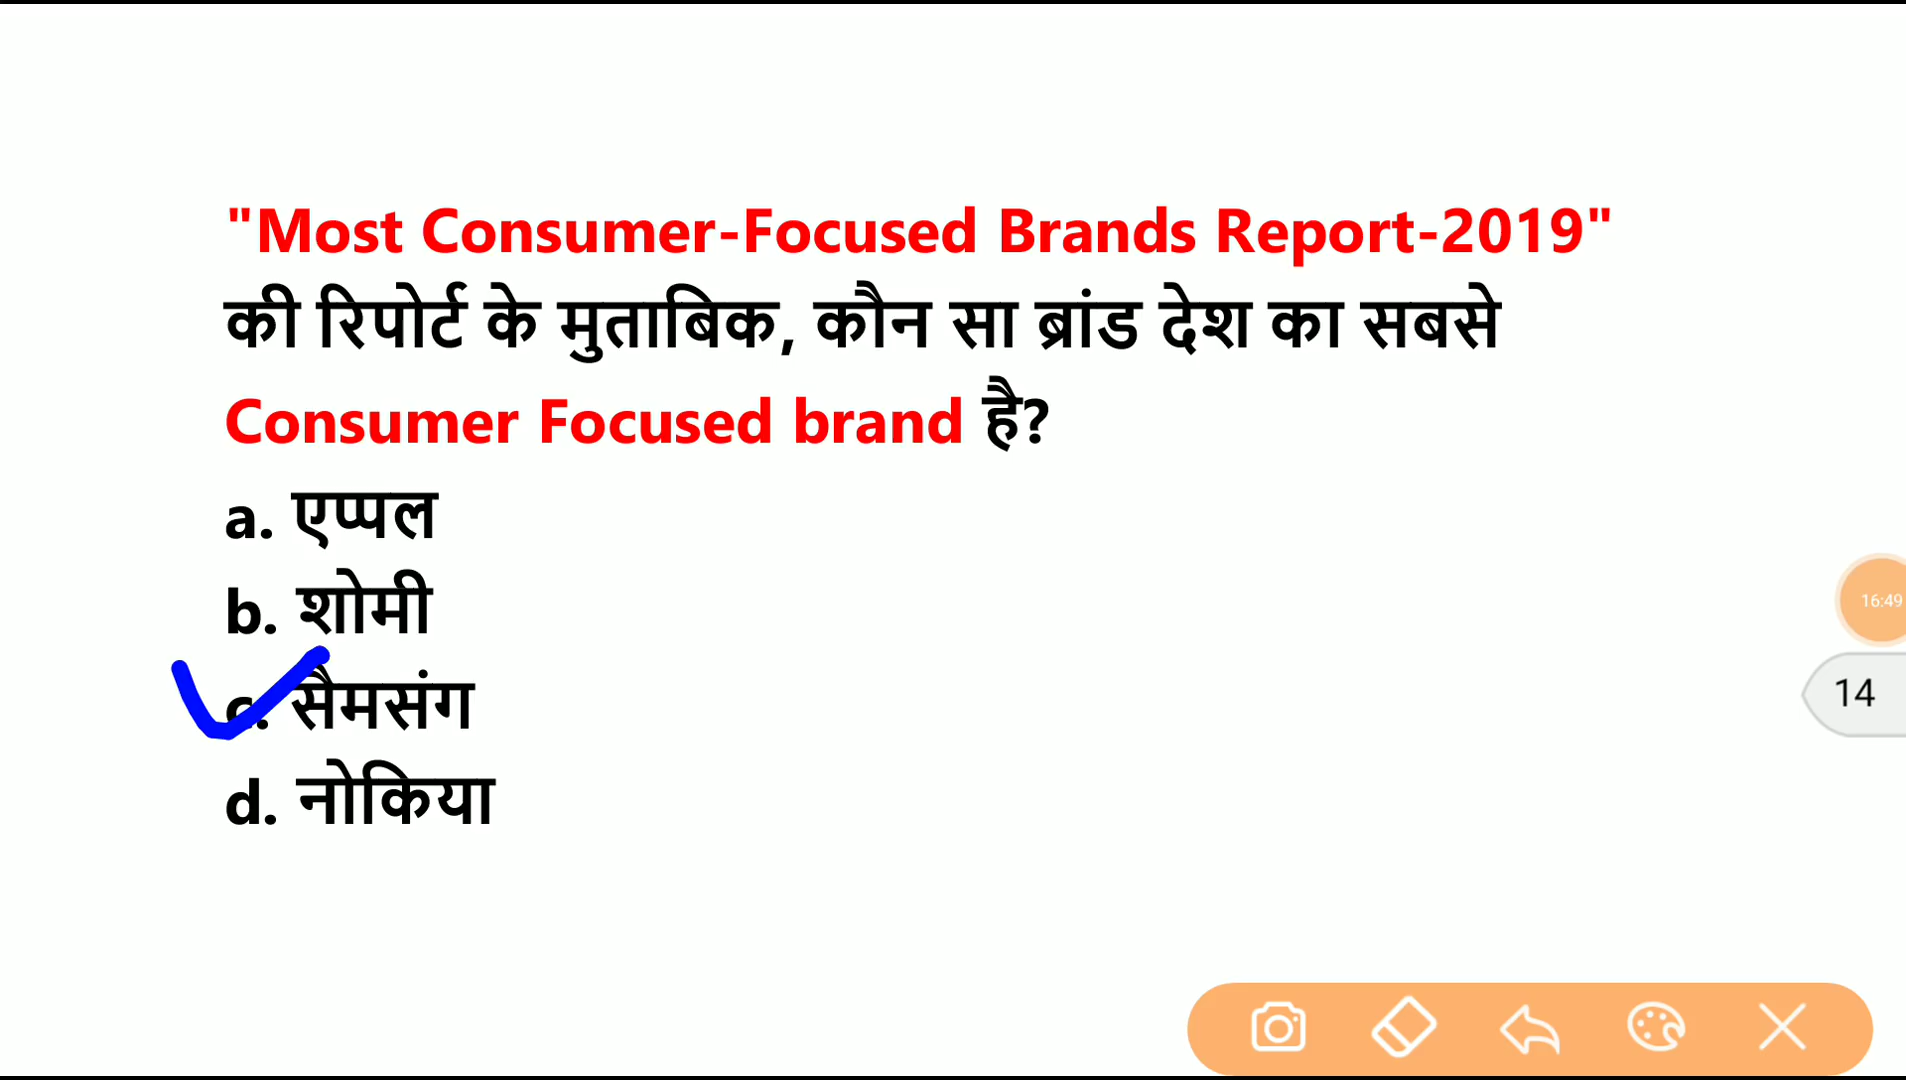 "Most Consumer-Focused Brands Report-2019"
की रिपोर्ट के मुताबिक, कौन सा ब्रांड देश का सबसे
Consumer Focused brand है?
a. एप्पल
b. शोमी
c. सैमसंग
d. नोकिया
16:49
14